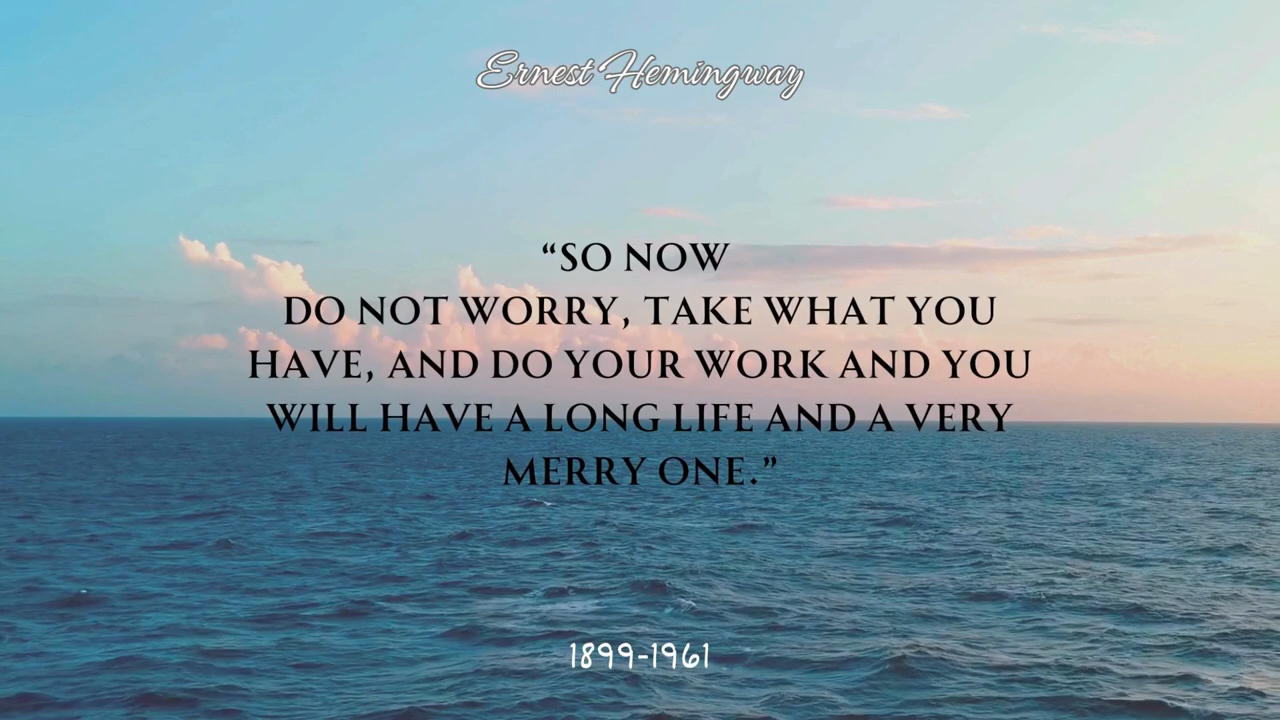 Ernest Hemingway
“SO NOW
DO NOT WORRY, TAKE WHAT YOU
HAVE, AND DO YOUR WORK AND YOU
WILL HAVE A LONG LIFE AND A VERY
MERRY ONE.”
1899-1961